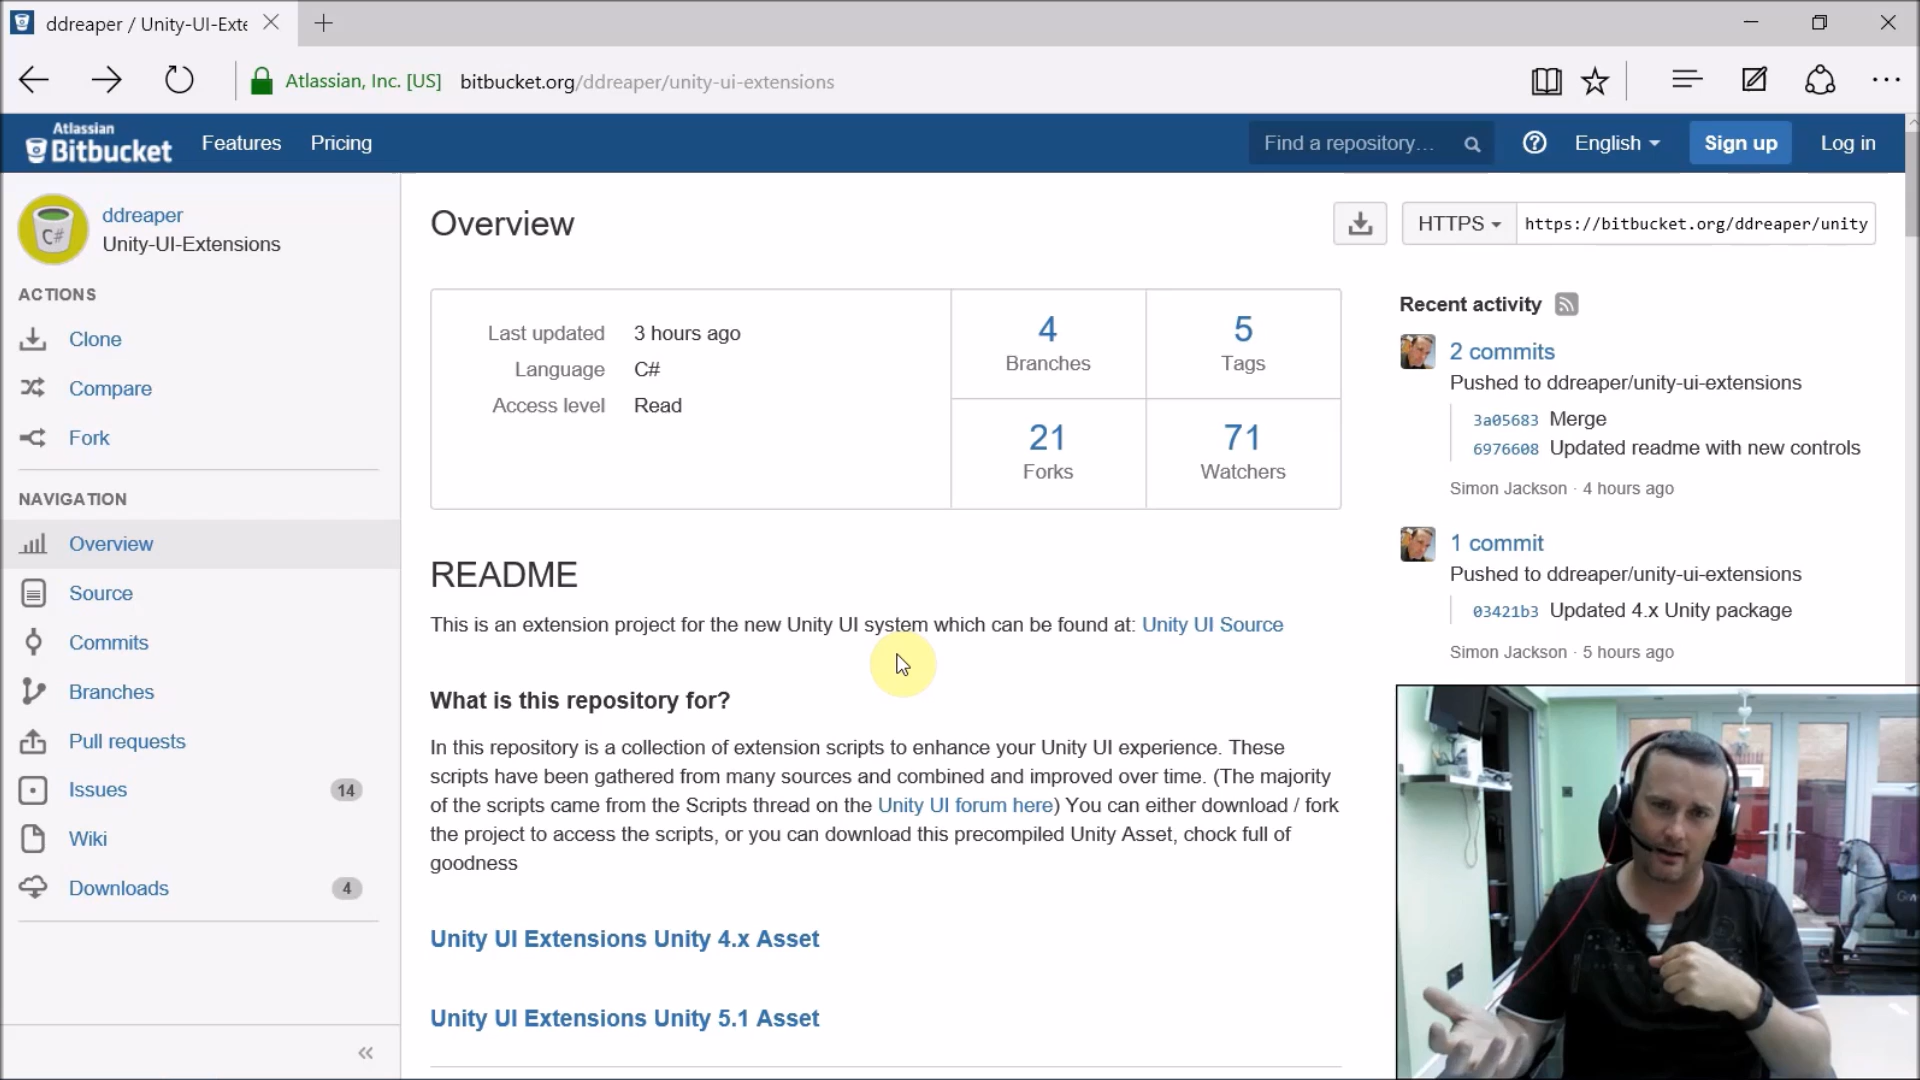 ddreaper / Unity-UI-Exte
Atlassian, Inc. [US] bitbucket.org/ddreaper/unity-ui-extensions
Atlassian
Bitbucket
Features
Pricing
Find a repository...
English
Sign up
Log in
C#
ddreaper
Unity-UI-Extensions
ACTIONS
Clone
Compare
Fork
NAVIGATION
Overview
Source
Commits
Branches
Pull requests
Issues 14
Wiki
Downloads 4
Overview
HTTPS
https://bitbucket.org/ddreaper/unity
Last updated 3 hours ago
Language C#
Access level Read
4
Branches
5
Tags
21
Forks
71
Watchers
README
This is an extension project for the new Unity UI system which can be found at: Unity UI Source
What is this repository for?
In this repository is a collection of extension scripts to enhance your Unity UI experience. These
scripts have been gathered from many sources and combined and improved over time. (The majority
of the scripts came from the Scripts thread on the Unity UI forum here) You can either download / fork
the project to access the scripts, or you can download this precompiled Unity Asset, chock full of
goodness
Unity UI Extensions Unity 4.x Asset
Unity UI Extensions Unity 5.1 Asset
Recent activity
2 commits
Pushed to ddreaper/unity-ui-extensions
3a05683 Merge
6976608 Updated readme with new controls
Simon Jackson · 4 hours ago
1 commit
Pushed to ddreaper/unity-ui-extensions
03421b3 Updated 4.x Unity package
Simon Jackson · 5 hours ago